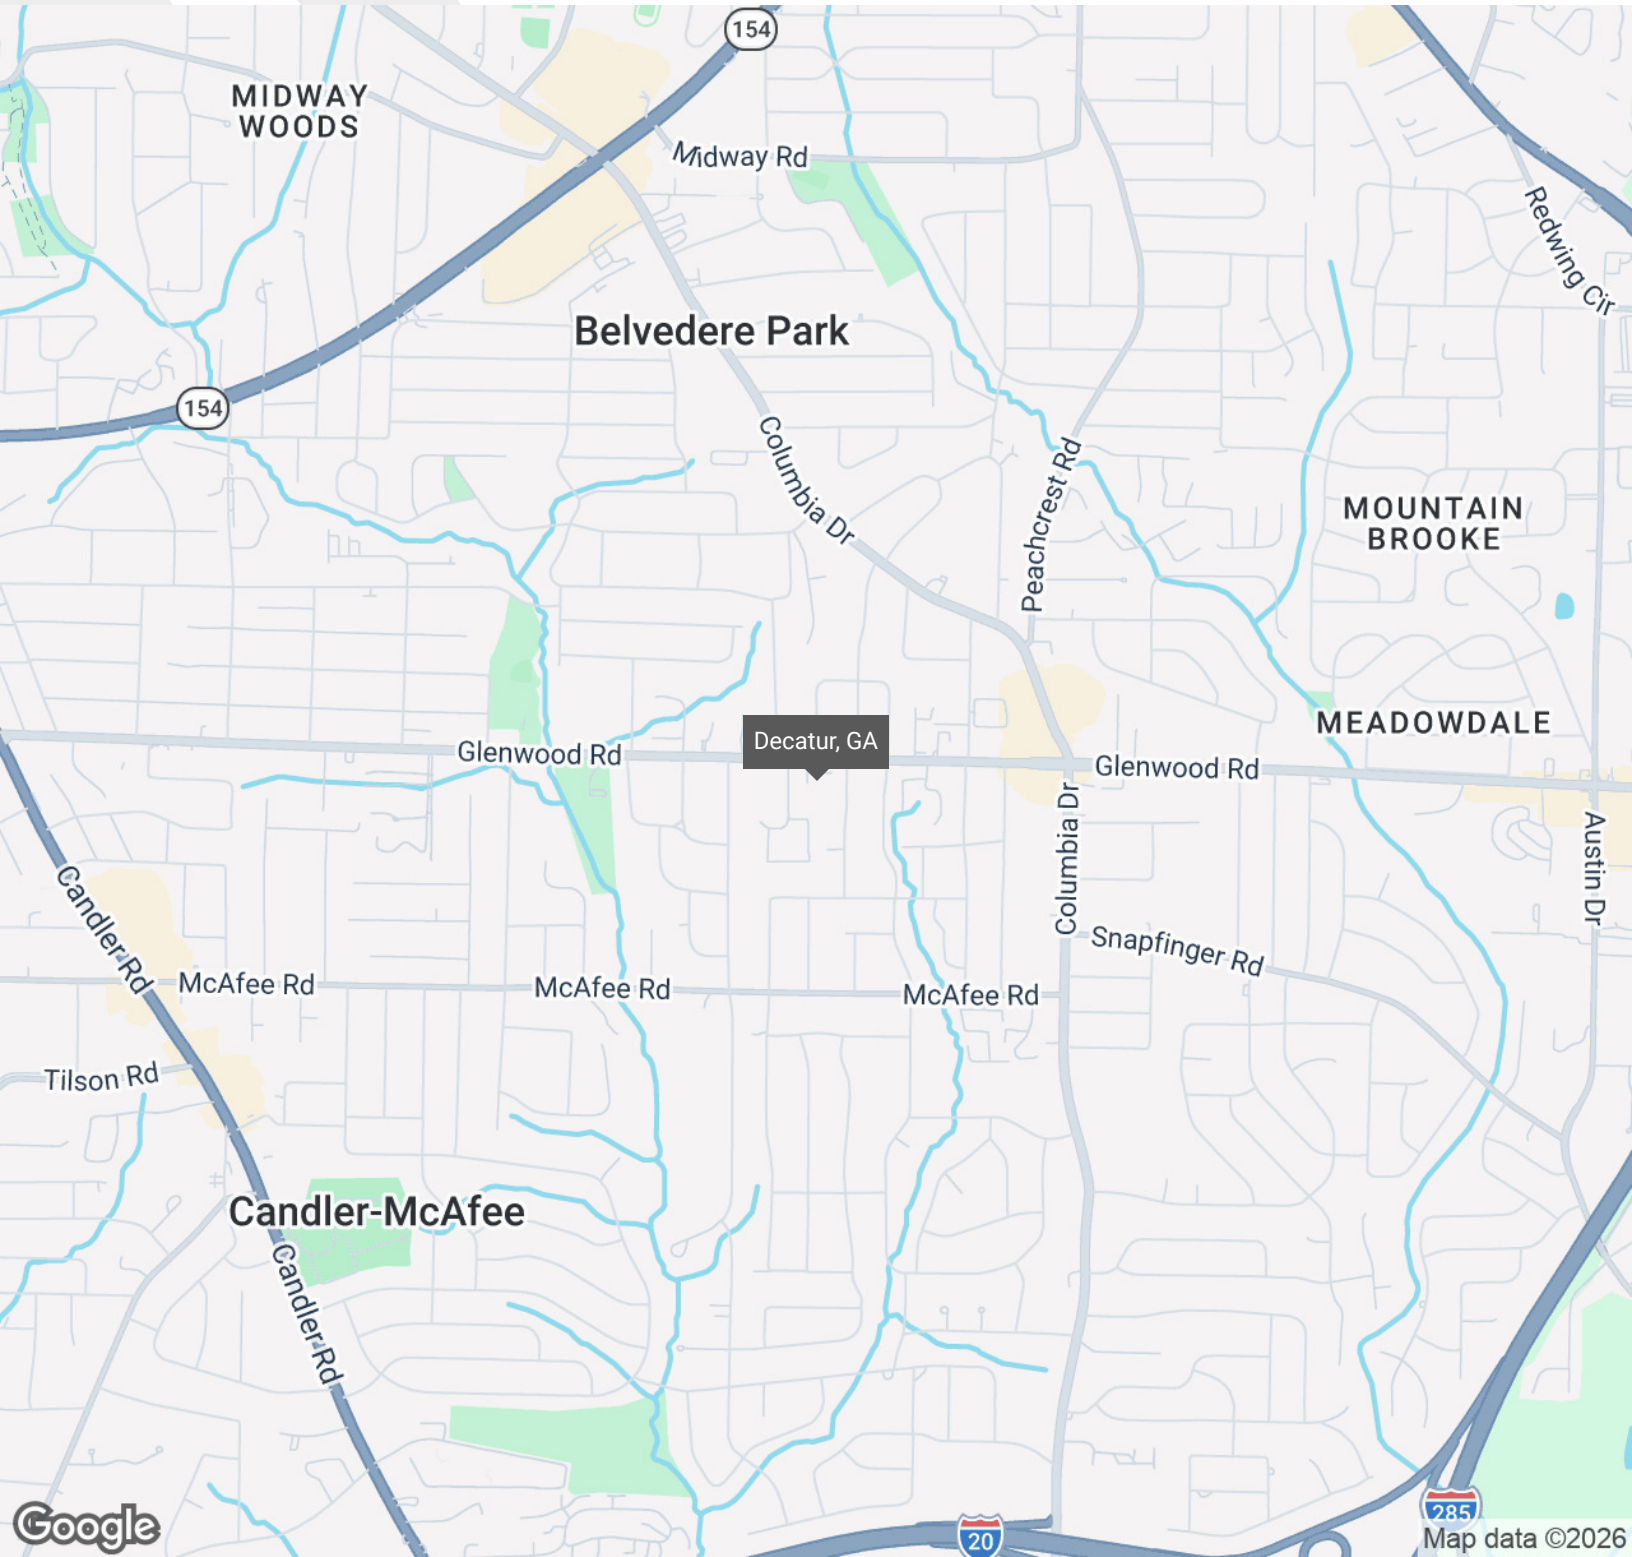 154
MIDWAY
WOODS
Midway Rd
Redwing Cir
Belvedere Park
154
Columbia Dr
Peachcrest Rd
MOUNTAIN
BROOKE
MEADOWDALE
Decatur, GA
Glenwood Rd
Glenwood Rd
Columbia Dr
Austin Dr
Candler Rd
Snapfinger Rd
McAfee Rd
McAfee Rd
McAfee Rd
Tilson Rd
Candler-McAfee
Candler Rd
285
20
Google
Map data ©2026